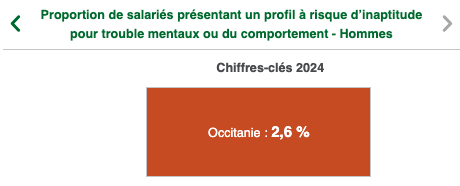 Proportion de salariés présentant un profil à risque d’inaptitude
pour trouble mentaux ou du comportement - Hommes
Chiffres-clés 2024
Occitanie : 2,6 %